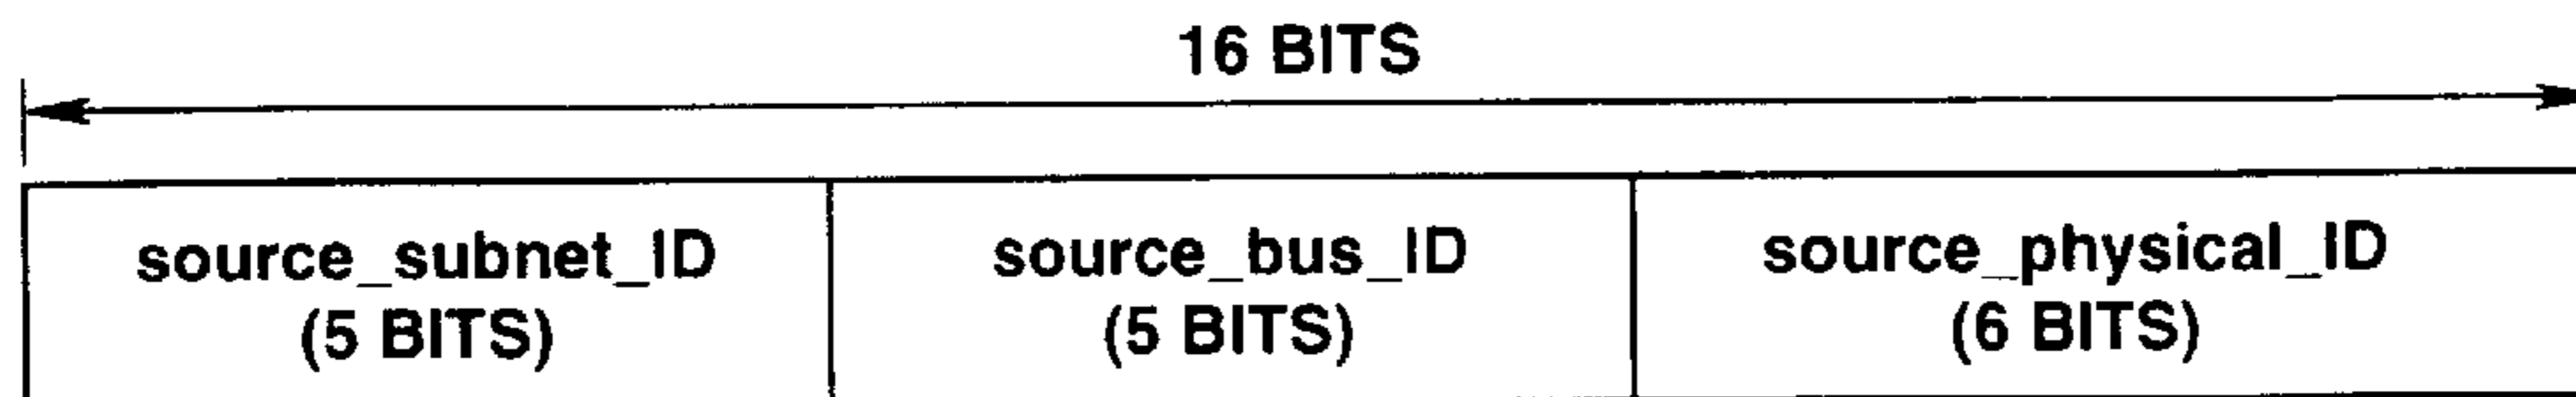 16 BITS
source_subnet_ID
(5 BITS)
source_bus_ID
(5 BITS)
source_physical_ID
(6 BITS)